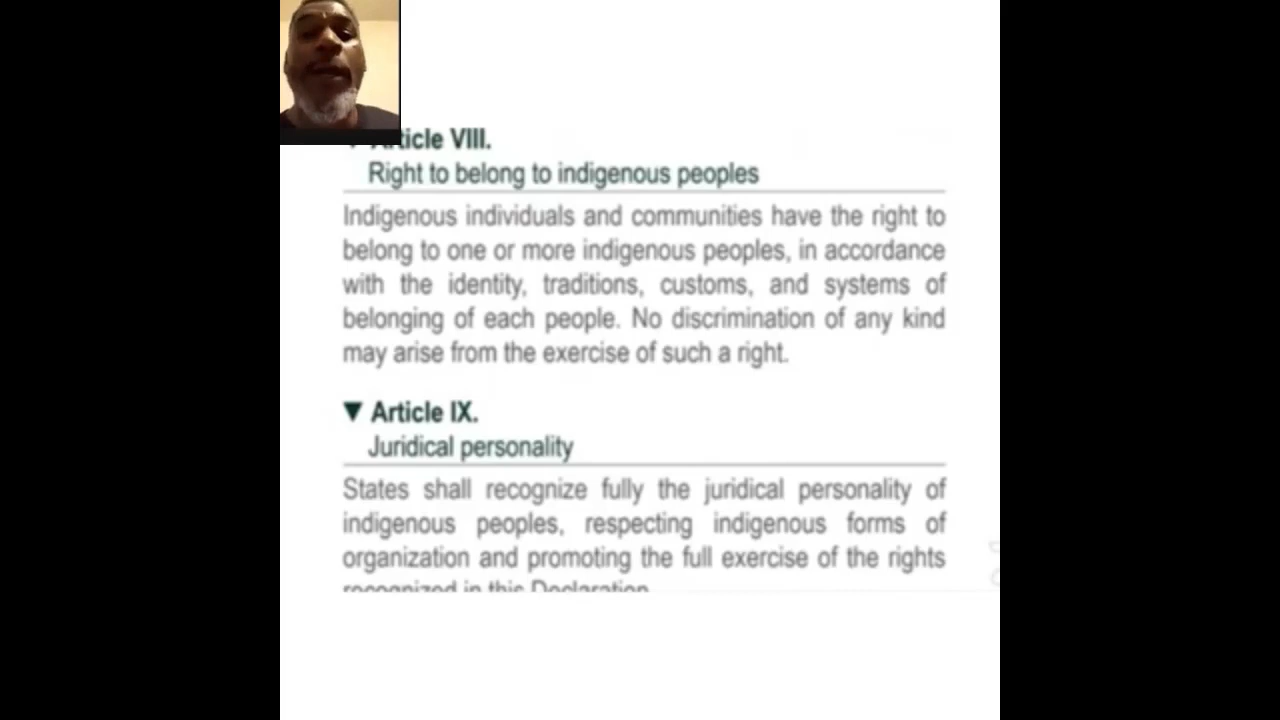 Article VIII.
Right to belong to indigenous peoples
Indigenous individuals and communities have the right to
belong to one or more indigenous peoples, in accordance
with the identity, traditions, customs, and systems of
belonging of each people. No discrimination of any kind
may arise from the exercise of such a right.
▼ Article IX.
Juridical personality
States shall recognize fully the juridical personality of
indigenous peoples, respecting indigenous forms of
organization and promoting the full exercise of the rights
recognized in this Declaration.